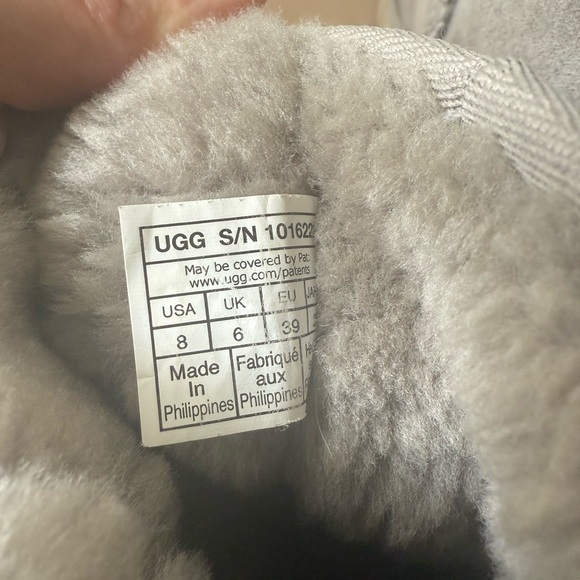 UGG S/N 101622
May be covered by Pat.
www.ugg.com/patents
USA UK EU
8 6 39
Made In Philippines
Fabriqué aux Philippines